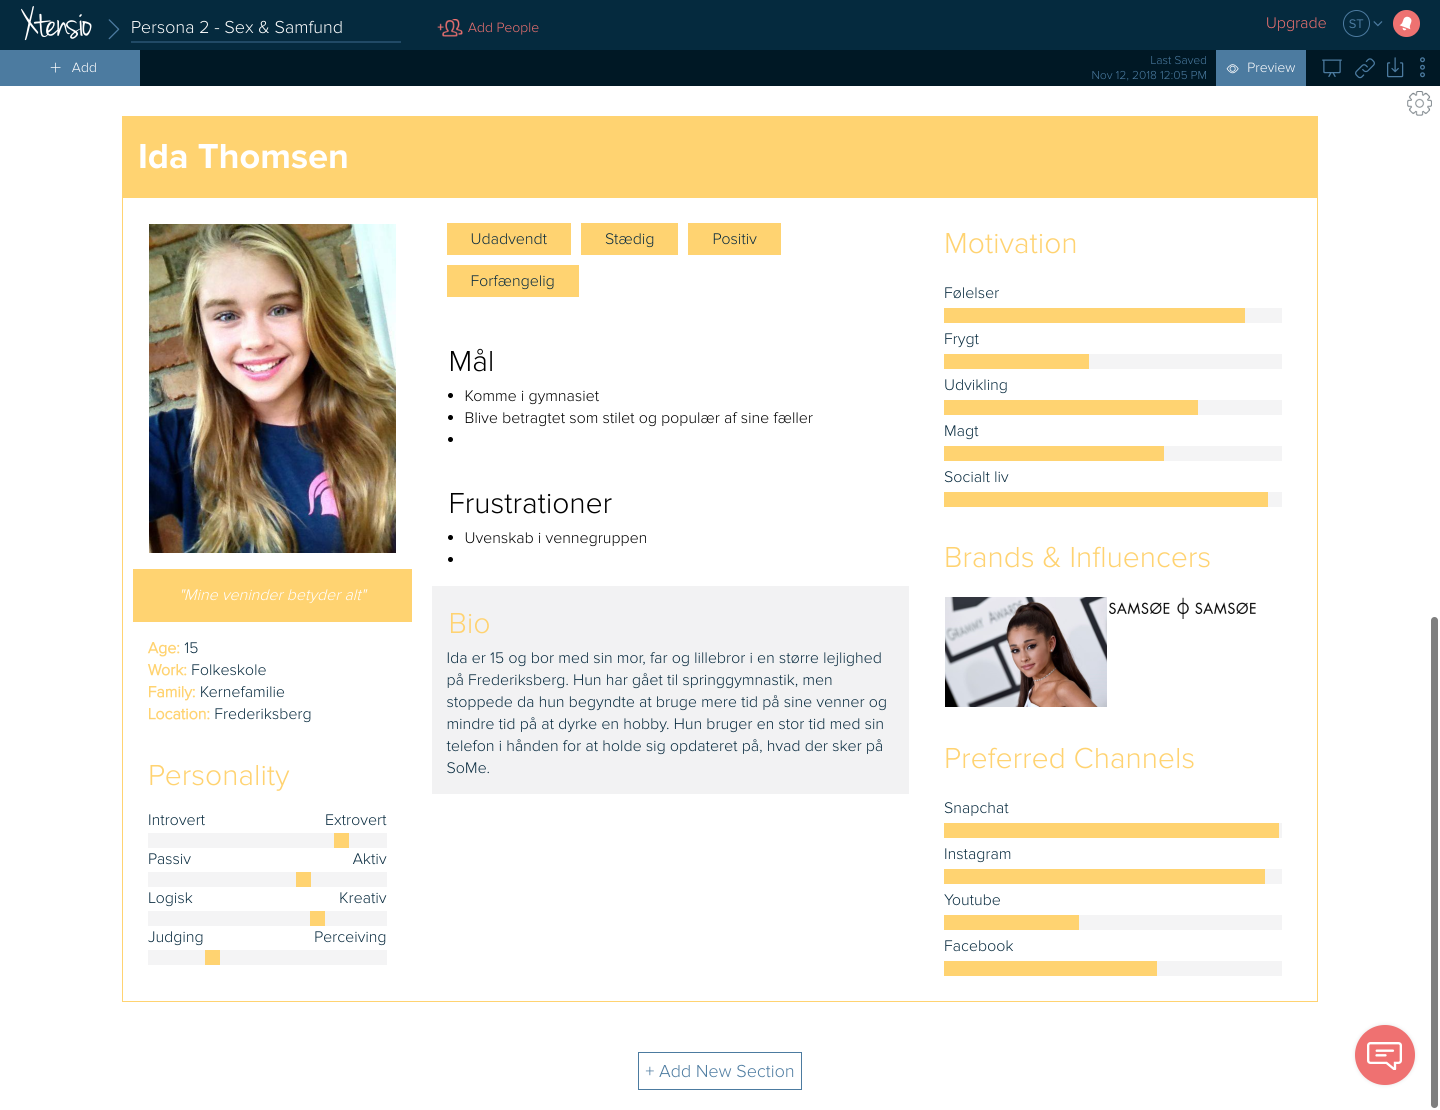 Xtensio
Persona 2 - Sex & Samfund
Add People
Upgrade
ST
+ Add
Last Saved
Nov 12, 2018 12:05 PM
Preview
Ida Thomsen
"Mine veninder betyder alt"
Age: 15
Work: Folkeskole
Family: Kernefamilie
Location: Frederiksberg
Personality
Introvert Extrovert
Passiv Aktiv
Logisk Kreativ
Judging Perceiving
Udadvendt Stædig Positiv
Forfængelig
Mål
• Komme i gymnasiet
• Blive betragtet som stilet og populær af sine fæller
•
Frustrationer
• Uvenskab i vennegruppen
•
Bio
Ida er 15 og bor med sin mor, far og lillebror i en større lejlighed
på Frederiksberg. Hun har gået til springgymnastik, men
stoppede da hun begyndte at bruge mere tid på sine venner og
mindre tid på at dyrke en hobby. Hun bruger en stor tid med sin
telefon i hånden for at holde sig opdateret på, hvad der sker på
SoMe.
Motivation
Følelser
Frygt
Udvikling
Magt
Socialt liv
Brands & Influencers
GRAMMY AWARDS
SAMSØE Φ SAMSØE
Preferred Channels
Snapchat
Instagram
Youtube
Facebook
+ Add New Section